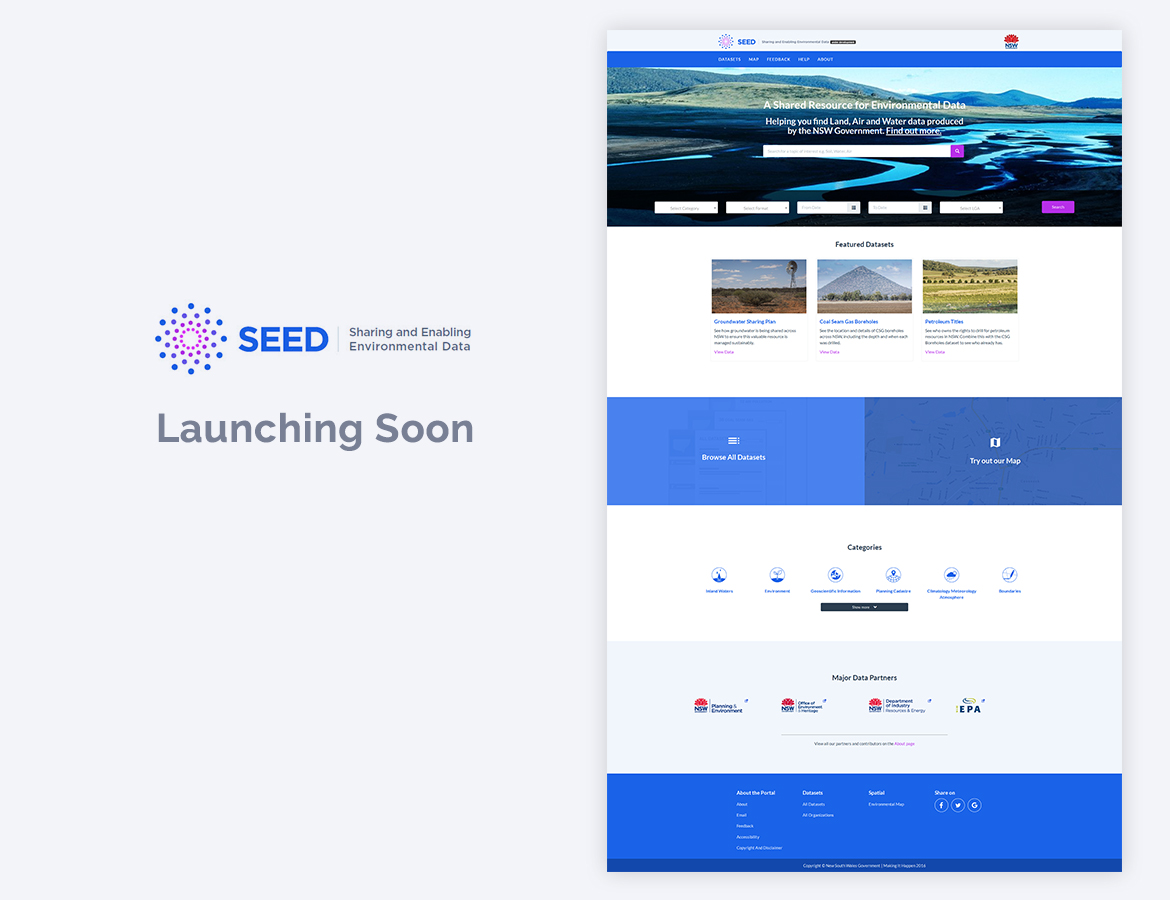 SEED
Sharing and Enabling
Environmental Data
Launching Soon
SEED
Sharing and Enabling Environmental Data
NSW
DATASETS MAP FEEDBACK HELP ABOUT
A Shared Resource for Environmental Data
Helping you find Land, Air and Water data produced
by the NSW Government. Find out more.
Select Category
Select Format
From Date
To Date
Select LGA
Search
Featured Datasets
Groundwater Sharing Plan
See how groundwater is being shared across
NSW to ensure this valuable resource is
managed sustainably.
View Data
Coal Seam Gas Boreholes
See the location and details of CSG boreholes
across NSW, including the depth and when each
was drilled.
View Data
Petroleum Titles
See who owns the rights to drill for petroleum
resources in NSW. Combine this with the CSG
Boreholes dataset to see who already has.
View Data
Browse All Datasets
Try out our Map
Categories
Inland Waters
Environment
Geoscientific Information
Planning Cadastre
Climatology Meteorology
Atmosphere
Boundaries
Show more
Major Data Partners
NSW
Planning &
Environment
NSW
Office of
Environment
& Heritage
NSW
Department
of Industry
Resources & Energy
EPA
View all our partners and contributors on the About page
About the Portal
About
Email
Feedback
Accessibility
Copyright And Disclaimer
Datasets
All Datasets
All Organisations
Spatial
Environmental Map
Share on
Copyright © New South Wales Government | Making It Happen 2016